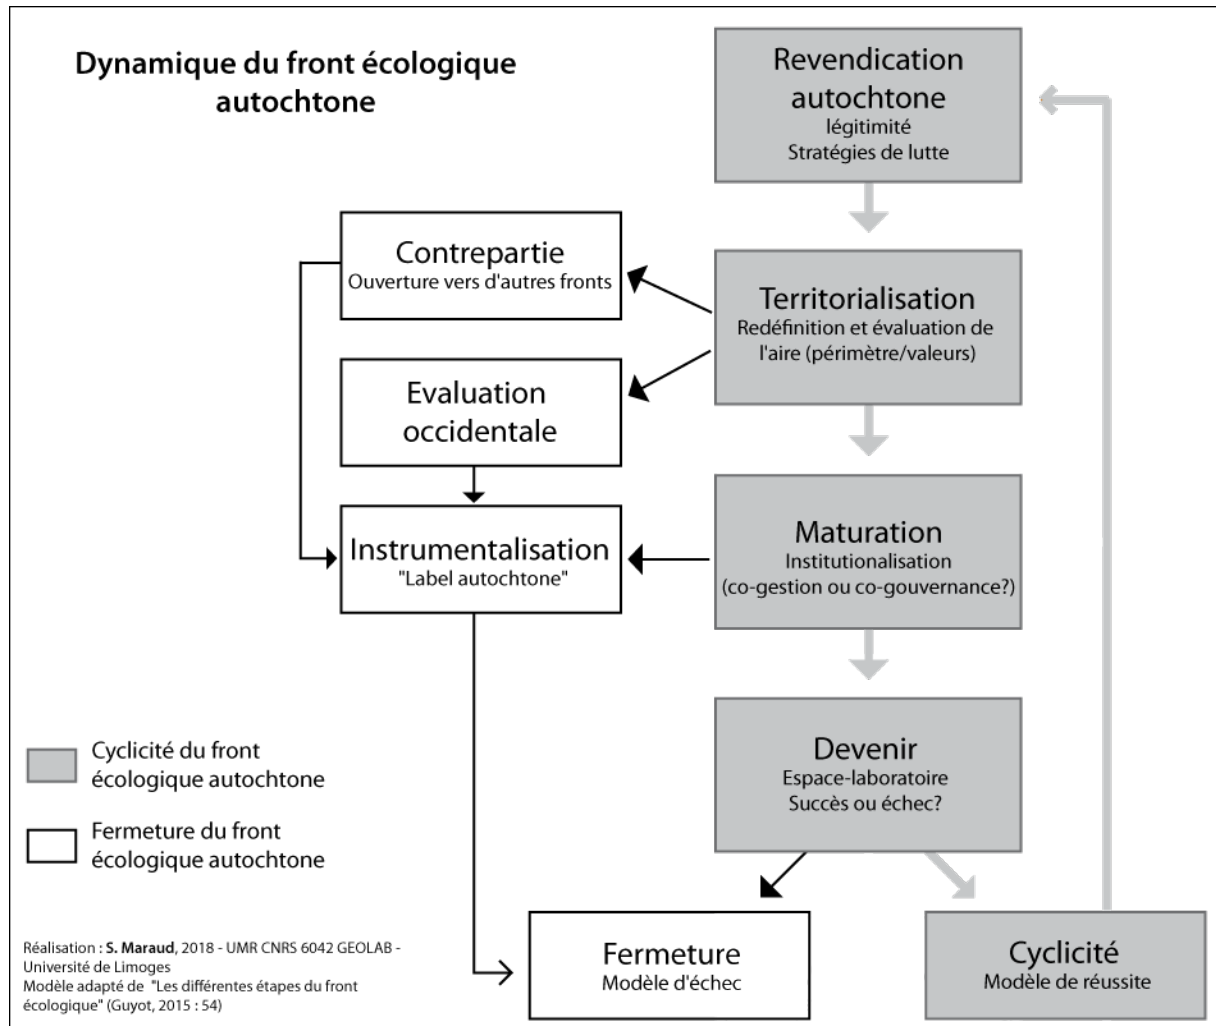 Dynamique du front écologique
autochtone
Revendication
autochtone
légitimité
Stratégies de lutte
Contrepartie
Ouverture vers d'autres fronts
Territorialisation
Redéfinition et évaluation de
l'aire (périmètre/valeurs)
Evaluation
occidentale
Instrumentalisation
"Label autochtone"
Maturation
Institutionalisation
(co-gestion ou co-gouvernance?)
Devenir
Espace-laboratoire
Succès ou échec?
Cyclicité du front
écologique autochtone
Fermeture du front
écologique autochtone
Fermeture
Modèle d'échec
Cyclicité
Modèle de réussite
Réalisation : S. Maraud, 2018 - UMR CNRS 6042 GEOLAB -
Université de Limoges
Modèle adapté de "Les différentes étapes du front
écologique" (Guyot, 2015 : 54)